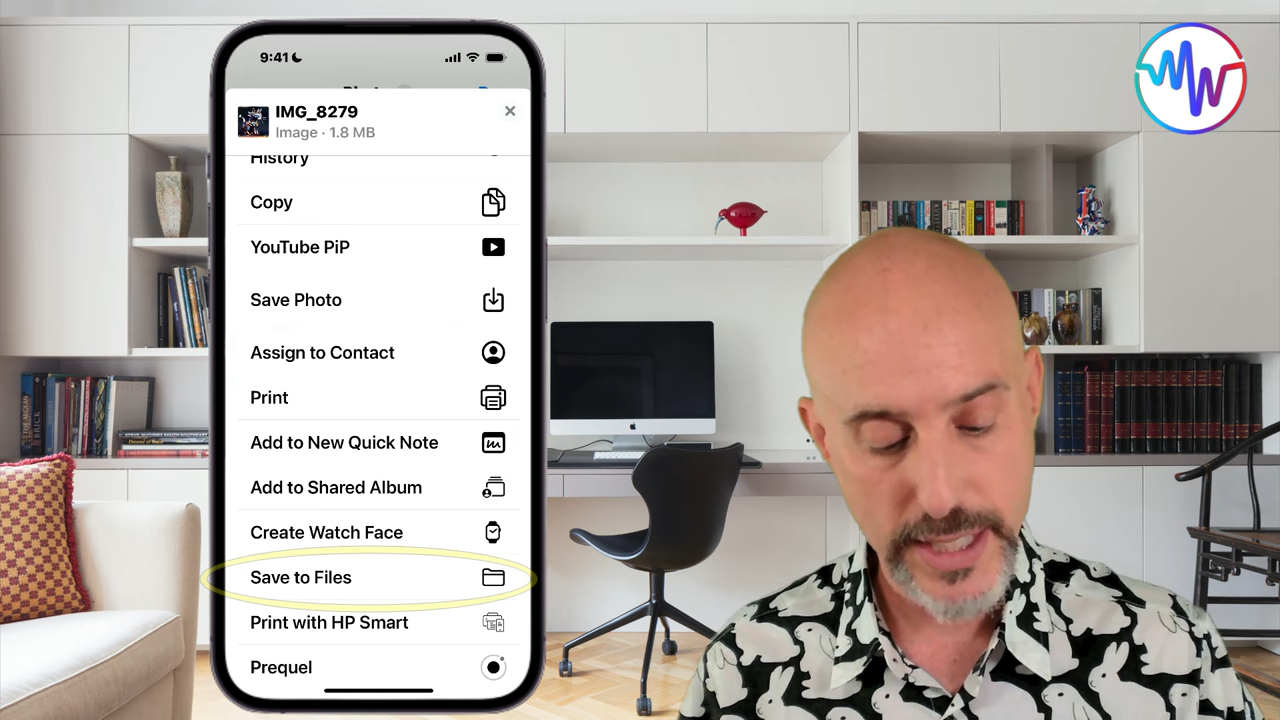 9:41
IMG_8279
Image · 1.8 MB
History
Copy
YouTube PiP
Save Photo
Assign to Contact
Print
Add to New Quick Note
Add to Shared Album
Create Watch Face
Save to Files
Print with HP Smart
Prequel
MW